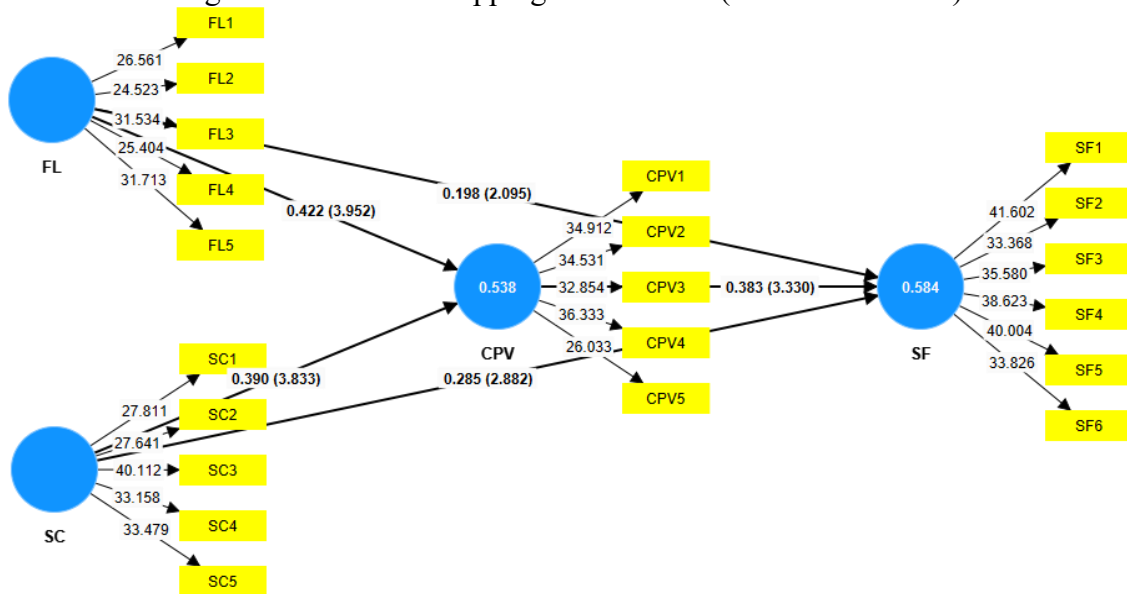 FL1
26.561
FL2
24.523
31.534
FL3
25.404
FL
31.713
FL4
FL5
0.422 (3.952)
0.198 (2.095)
CPV1
34.912
CPV2
34.531
0.538
32.854
CPV3
0.383 (3.330)
36.333
CPV
26.033
CPV4
CPV5
SF1
41.602
SF2
33.368
SF3
35.580
0.584
38.623
SF4
SF
40.004
33.826
SF5
SF6
SC1
0.390 (3.833)
0.285 (2.882)
27.811
SC2
27.641
40.112
SC3
33.158
SC4
SC
33.479
SC5